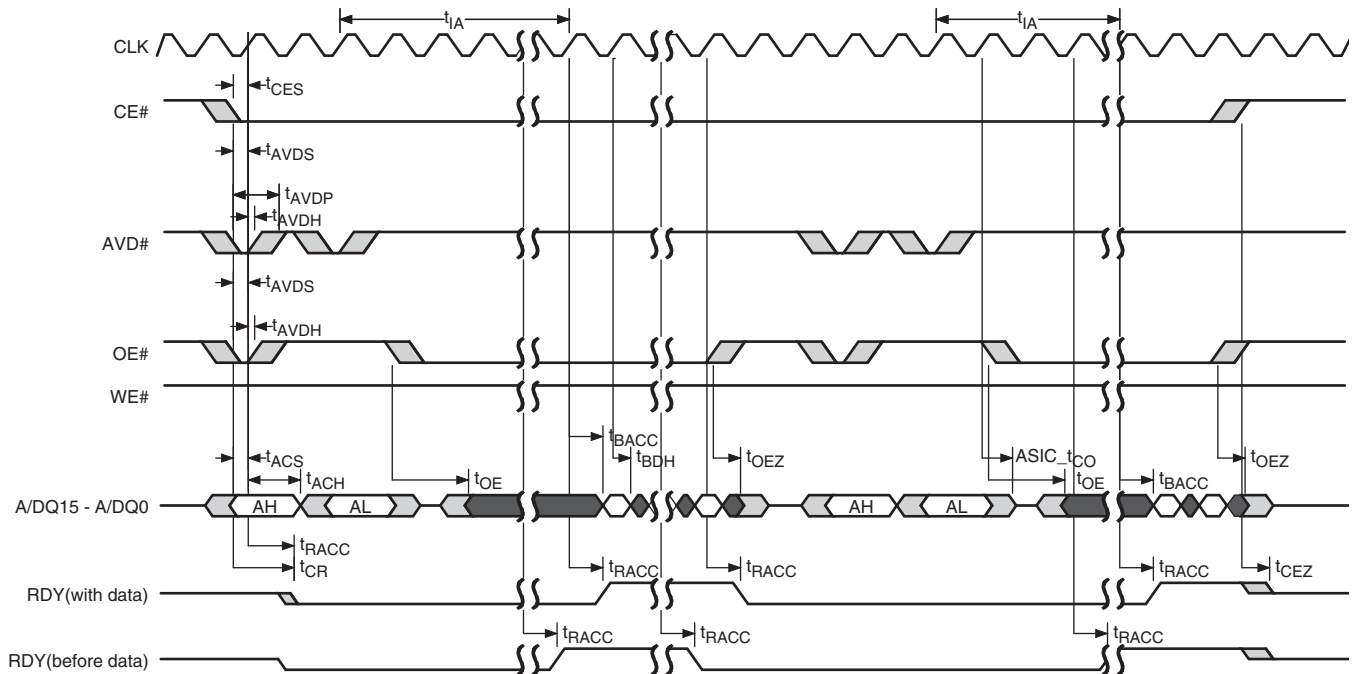 tIA tIA
CLK
tCES
CE#
tAVDS
tAVDP
tAVDH
AVD#
tAVDS
tAVDH
OE#
WE#
tBACC
tACS tBDH tOEZ ASIC_tCO tOEZ
tACH tOE tOE tBACC
A/DQ15 - A/DQ0 AH AL AH AL
tRACC
tCR tRACC tRACC tRACC tCEZ
RDY(with data)
tRACC tRACC tRACC
RDY(before data)